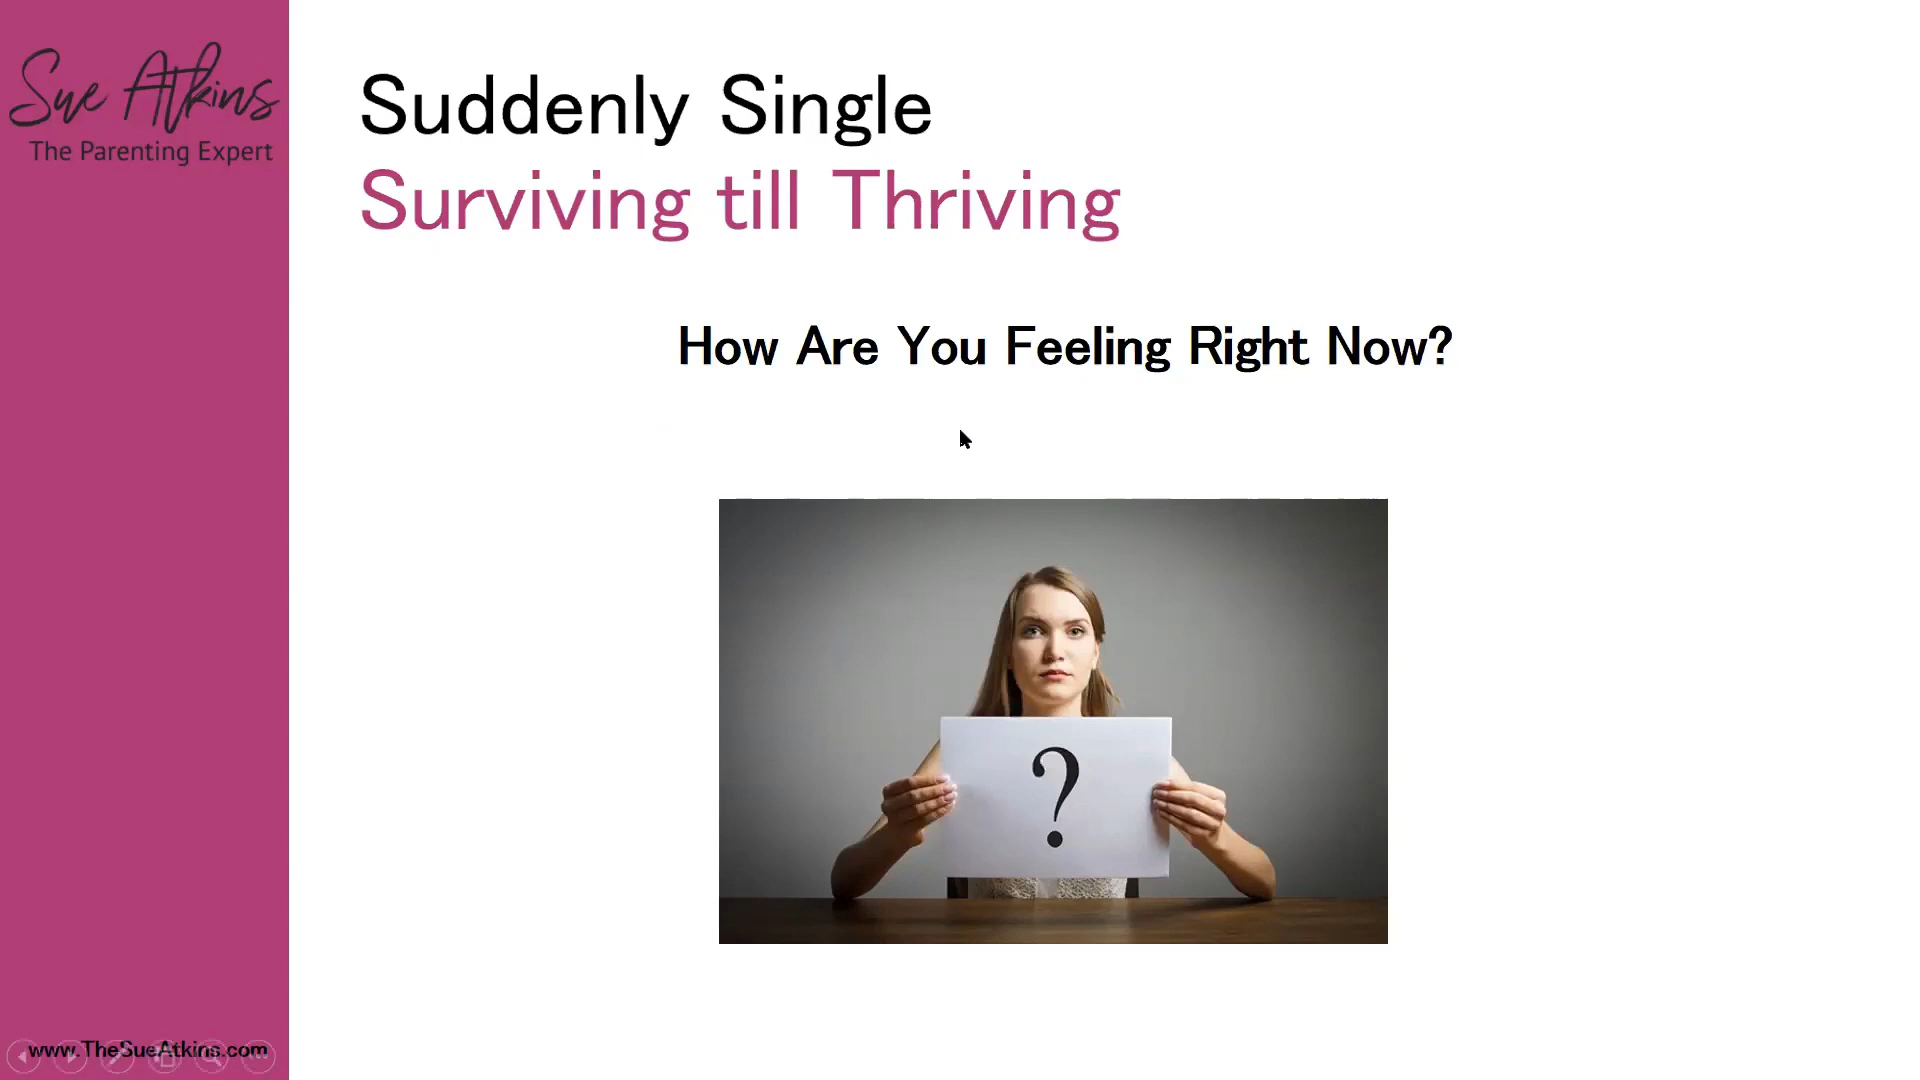 Sue Atkins
The Parenting Expert
Suddenly Single
Surviving till Thriving
How Are You Feeling Right Now?
?
www.TheSueAtkins.com